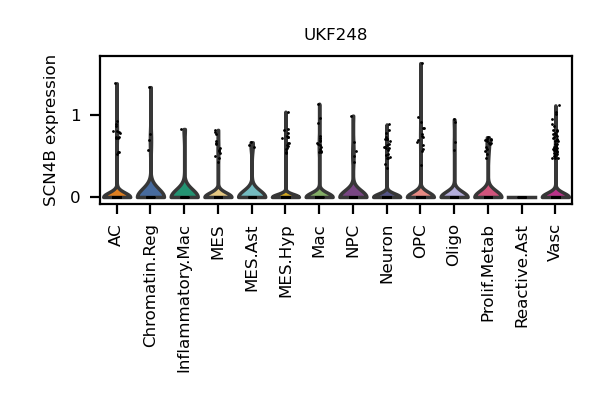 UKF248
SCN4B expression
1
0
AC
Chromatin.Reg
Inflammatory.Mac
MES
MES.Ast
MES.Hyp
Mac
NPC
Neuron
OPC
Oligo
Prolif.Metab
Reactive.Ast
Vasc